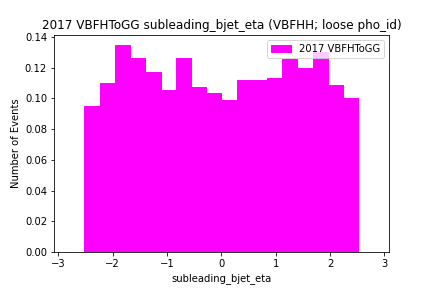 2017 VBFHToGG subleading_bjet_eta (VBFHH; loose pho_id)
2017 VBFHToGG
0.14
0.12
0.10
0.08
0.06
0.04
0.02
0.00
Number of Events
−3 −2 −1 0 1 2 3
subleading_bjet_eta